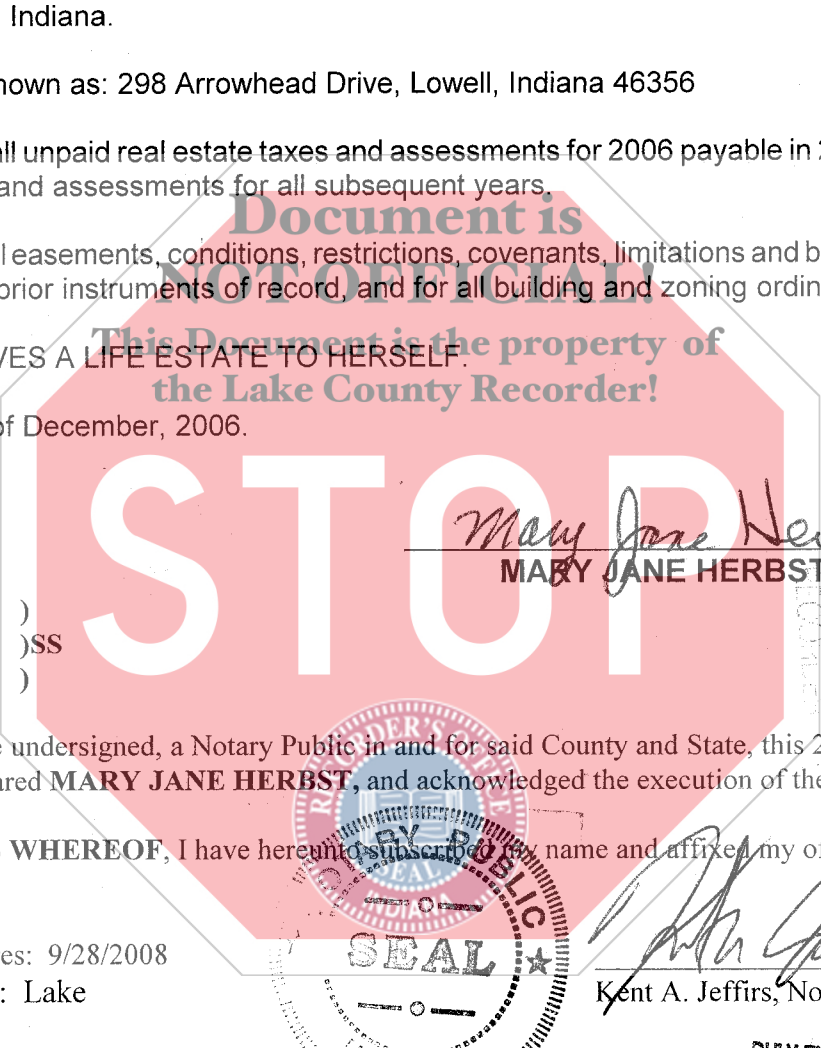 Indiana.
nown as: 298 Arrowhead Drive, Lowell, Indiana 46356
all unpaid real estate taxes and assessments for 2006 payable in
and assessments for all subsequent years.
Document is
l easements, conditions, restrictions, covenants, limitations and b
NOT OFFICIAL!
prior instruments of record, and for all building and zoning ordin
This Document is the property of
VES A LIFE ESTATE TO HERSELF.
the Lake County Recorder!
of December, 2006.
STOP
Mary Jane Her
MARY JANE HERBST
)
)SS
)
RECORDER'S OFFICE
SEAL
INDIANA
e undersigned, a Notary Public in and for said County and State, this 2
ared MARY JANE HERBST, and acknowledged the execution of the
WHEREOF, I have hereunto subscribed my name and affixed my o
NOTARY PUBLIC
SEAL
es: 9/28/2008
: Lake
Kent A. Jeffirs, No